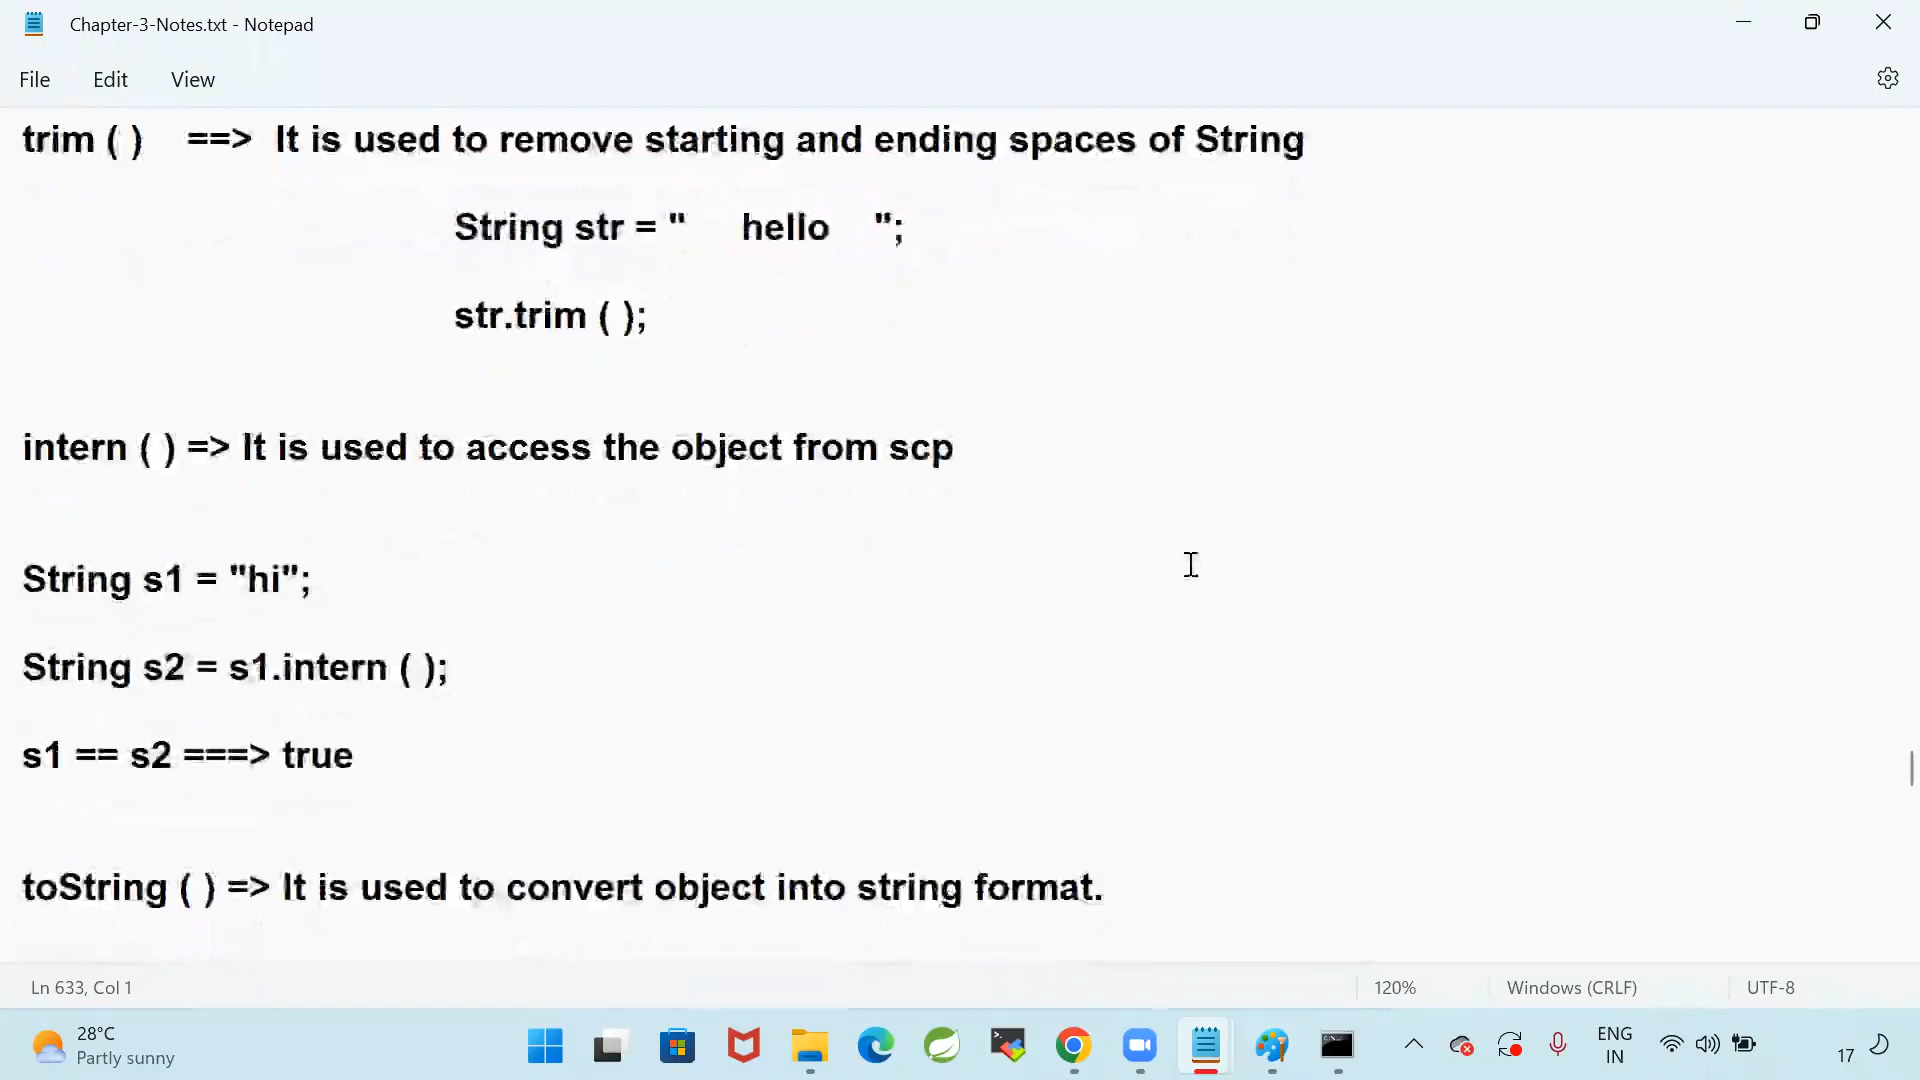 Chapter-3-Notes.txt - Notepad
File Edit View
trim ( ) ==> It is used to remove starting and ending spaces of String
String str = " hello ";
str.trim ( );
intern ( ) => It is used to access the object from scp
String s1 = "hi";
String s2 = s1.intern ( );
s1 == s2 ===> true
toString ( ) => It is used to convert object into string format.
Ln 633, Col 1 120% Windows (CRLF) UTF-8
28°C
Partly sunny
ENG
IN
17